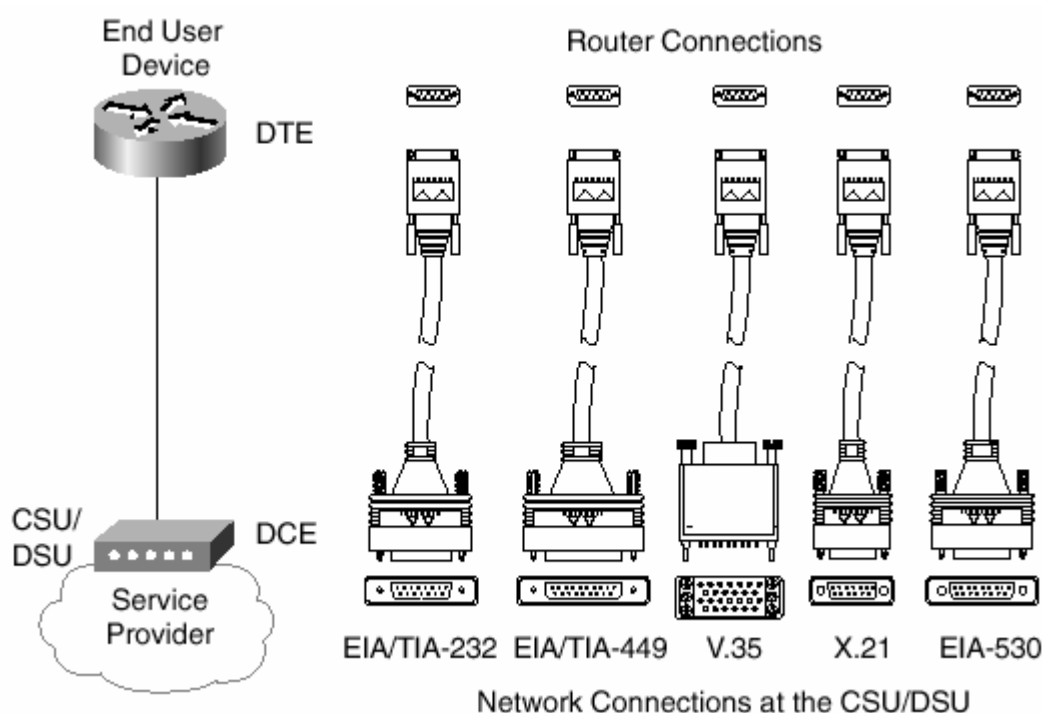 End User
Device
DTE
CSU/
DSU
DCE
Service
Provider
Router Connections
EIA/TIA-232 EIA/TIA-449 V.35 X.21 EIA-530
Network Connections at the CSU/DSU